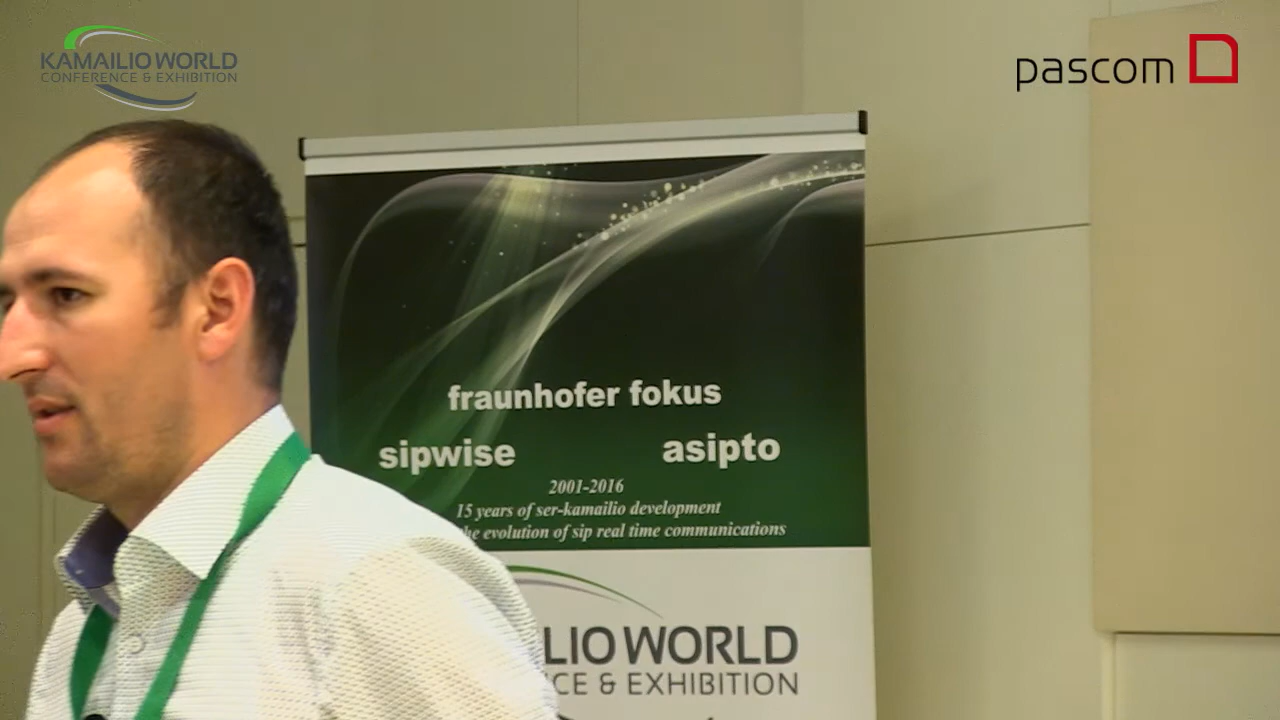 KAMAILIO WORLD
CONFERENCE & EXHIBITION
pascom
fraunhofer fokus
sipwise asipto
2001-2016
15 years of ser-kamailio development
he evolution of sip real time communications
LIO WORLD
CE & EXHIBITION